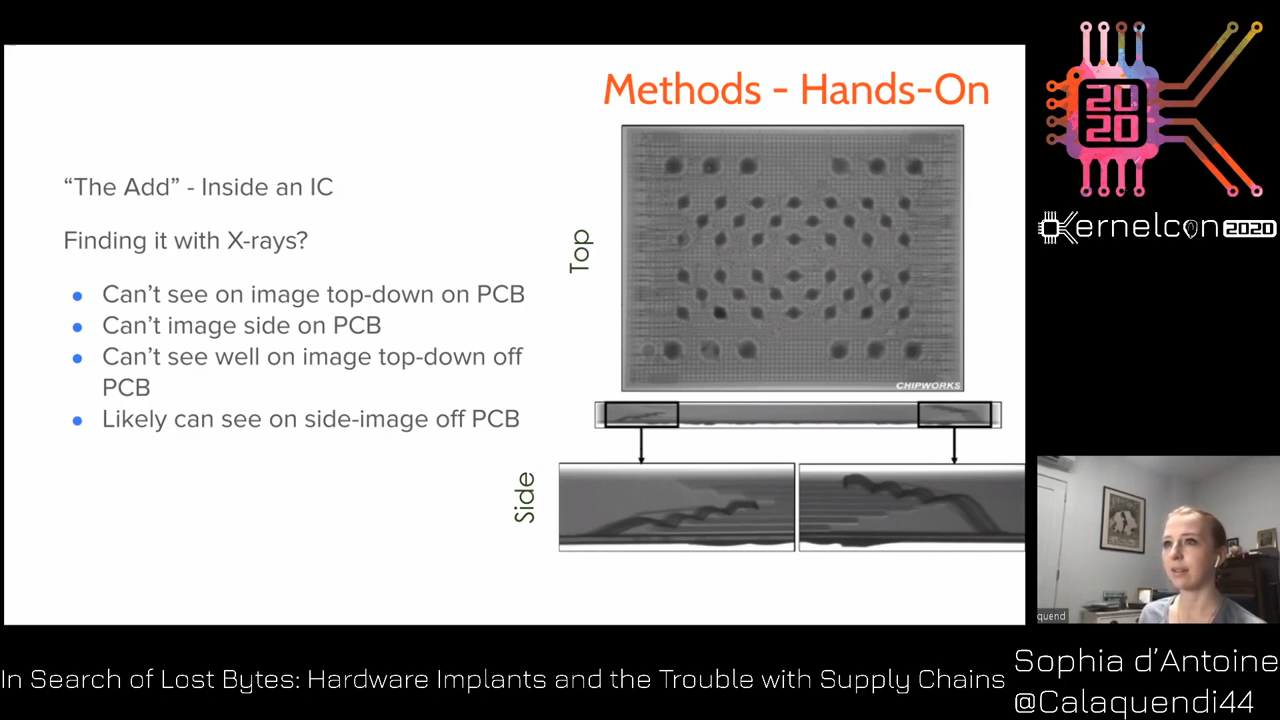 Methods - Hands-On
“The Add” - Inside an IC
Finding it with X-rays?
Can’t see on image top-down on PCB
Can’t image side on PCB
Can’t see well on image top-down off
PCB
Likely can see on side-image off PCB
Top
CHIPWORKS
Side
20
20
Kernelcon 2020
quend
In Search of Lost Bytes: Hardware Implants and the Trouble with Supply Chains
Sophia d’Antoine
@Calaquendi44